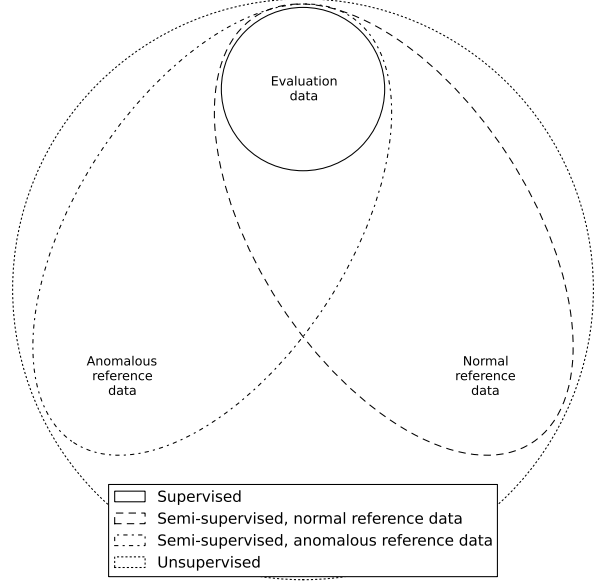 Evaluation
data
Anomalous
reference
data
Normal
reference
data
Supervised
Semi-supervised, normal reference data
Semi-supervised, anomalous reference data
Unsupervised